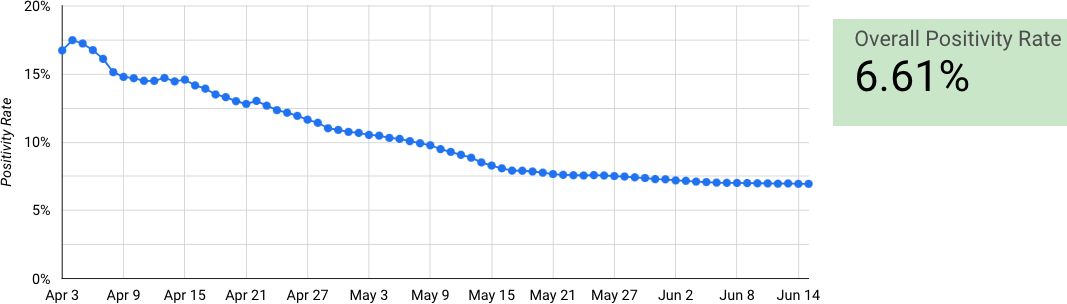 20%
15%
10%
5%
0%
Positivity Rate
Apr 3 Apr 9 Apr 15 Apr 21 Apr 27 May 3 May 9 May 15 May 21 May 27 Jun 2 Jun 8 Jun 14
Overall Positivity Rate
6.61%